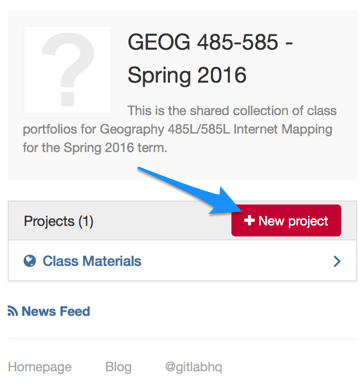 GEOG 485-585 -
Spring 2016
This is the shared collection of class
portfolios for Geography 485L/585L Internet Mapping
for the Spring 2016 term.
Projects (1)
New project
Class Materials
News Feed
Homepage Blog @gitlabhq